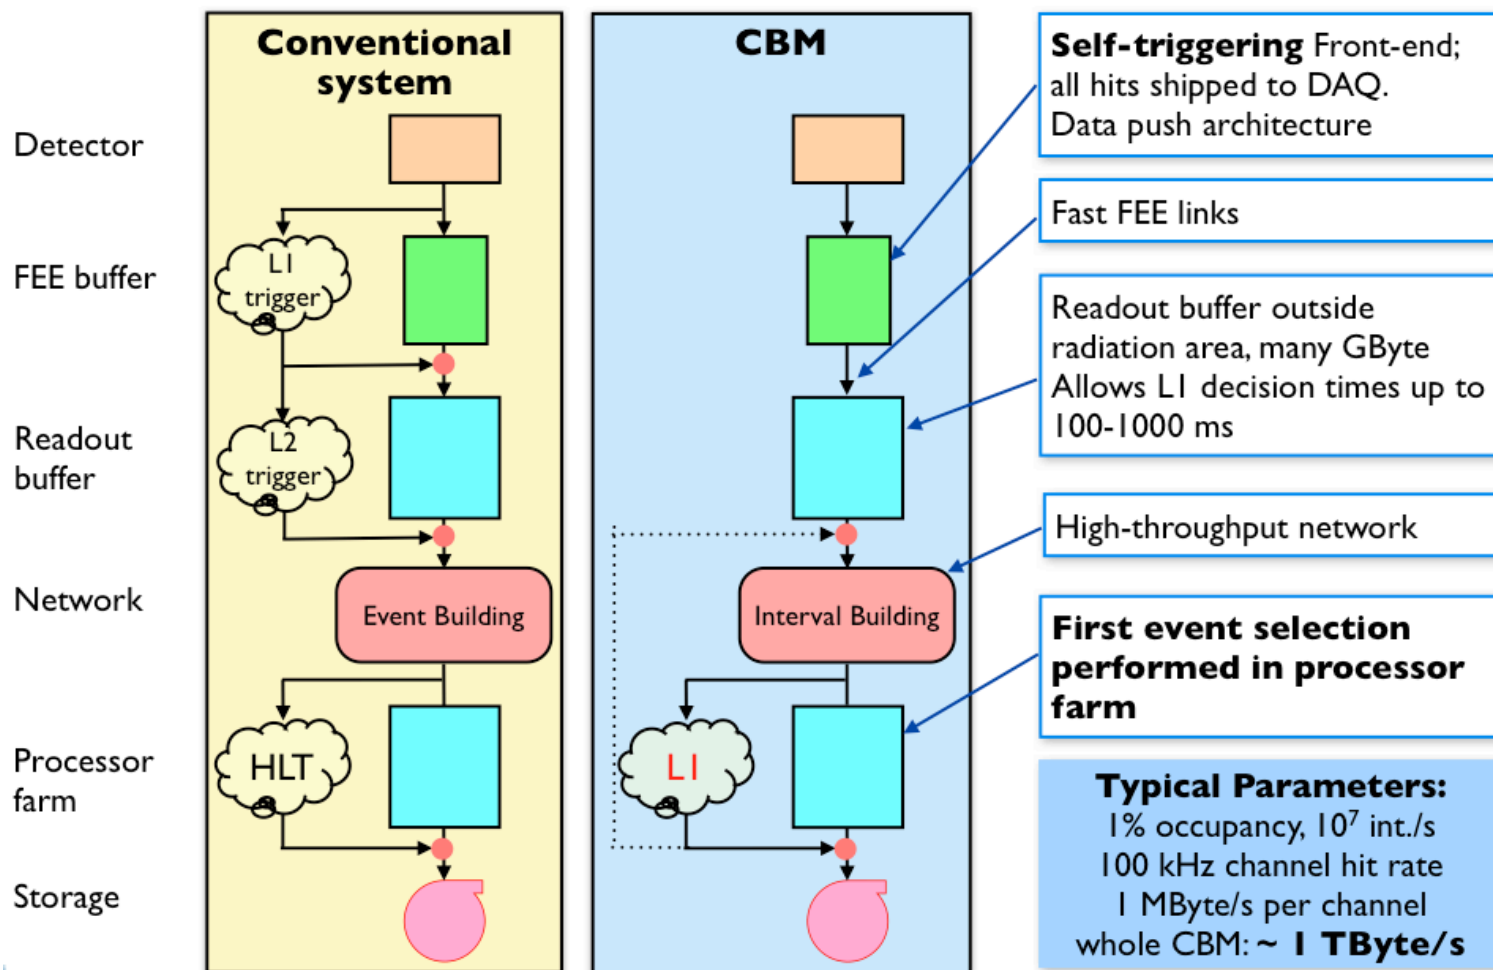 Conventional
system
CBM
Self-triggering Front-end;
all hits shipped to DAQ.
Data push architecture
Detector
Fast FEE links
FEE buffer
L1
trigger
Readout buffer outside
radiation area, many GByte
Allows L1 decision times up to
100-1000 ms
Readout
buffer
L2
trigger
High-throughput network
Network
Event Building
Interval Building
First event selection
performed in processor
farm
Processor
farm
HLT
L1
Typical Parameters:
1% occupancy, 10⁷ int./s
100 kHz channel hit rate
1 MByte/s per channel
whole CBM: ~ 1 TByte/s
Storage